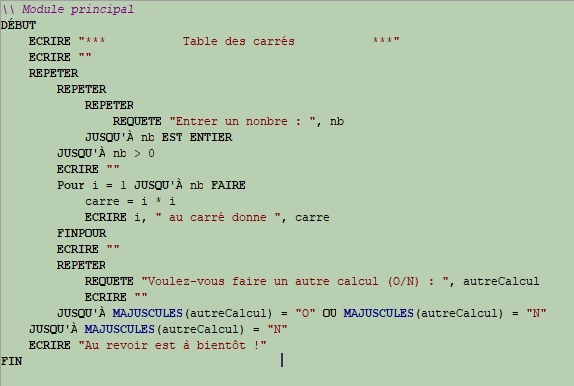 \\ Module principal
DÉBUT
    ECRIRE "***           Table des carrés           ***"
    ECRIRE ""
    REPETER
        REPETER
            REPETER
                REQUETE "Entrer un nonbre : ", nb
            JUSQU'À nb EST ENTIER
        JUSQU'À nb > 0
        ECRIRE ""
        Pour i = 1 JUSQU'À nb FAIRE
            carre = i * i
            ECRIRE i, " au carré donne ", carre
        FINPOUR
        ECRIRE ""
        REPETER
            REQUETE "Voulez-vous faire un autre calcul (O/N) : ", autreCalcul
            ECRIRE ""
        JUSQU'À MAJUSCULES(autreCalcul) = "O" OU MAJUSCULES(autreCalcul) = "N"
    JUSQU'À MAJUSCULES(autreCalcul) = "N"
    ECRIRE "Au revoir est à bientôt !"
FIN